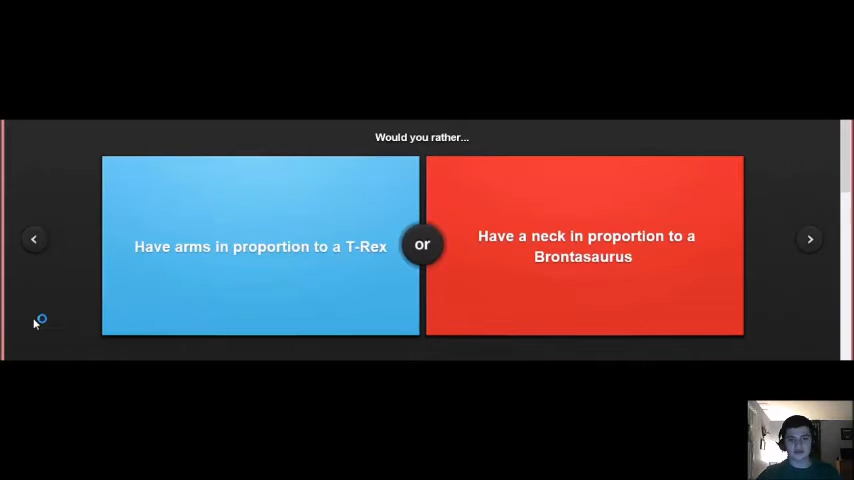 Would you rather...
Have arms in proportion to a T-Rex
or
Have a neck in proportion to a
Brontasaurus